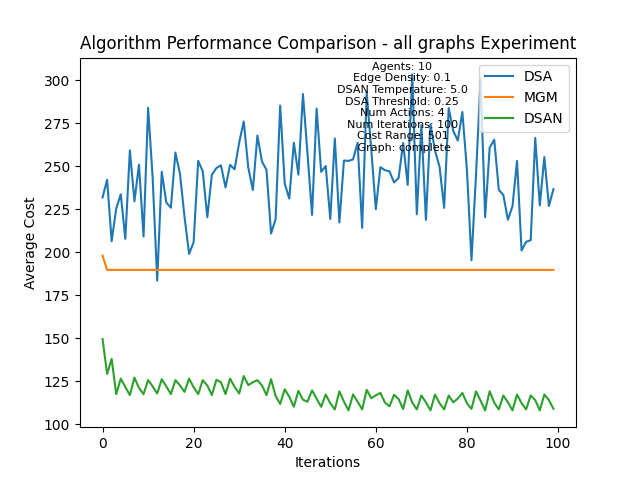 Algorithm Performance Comparison - all graphs Experiment
Agents: 10
Edge Density: 0.1
DSAN Temperature: 5.0
DSA Threshold: 0.25
Num Actions: 4
Num Iterations: 100
Cost Range: 501
Graph: complete
DSA
MGM
DSAN
Average Cost
300
275
250
225
200
175
150
125
100
0 20 40 60 80 100
Iterations